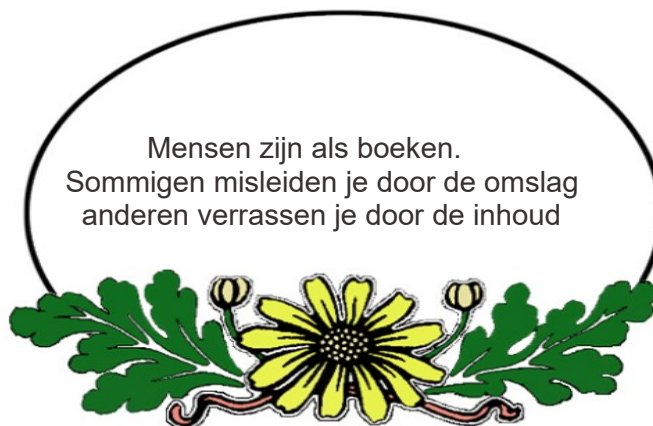 Mensen zijn als boeken.
Sommigen misleiden je door de omslag
anderen verrassen je door de inhoud